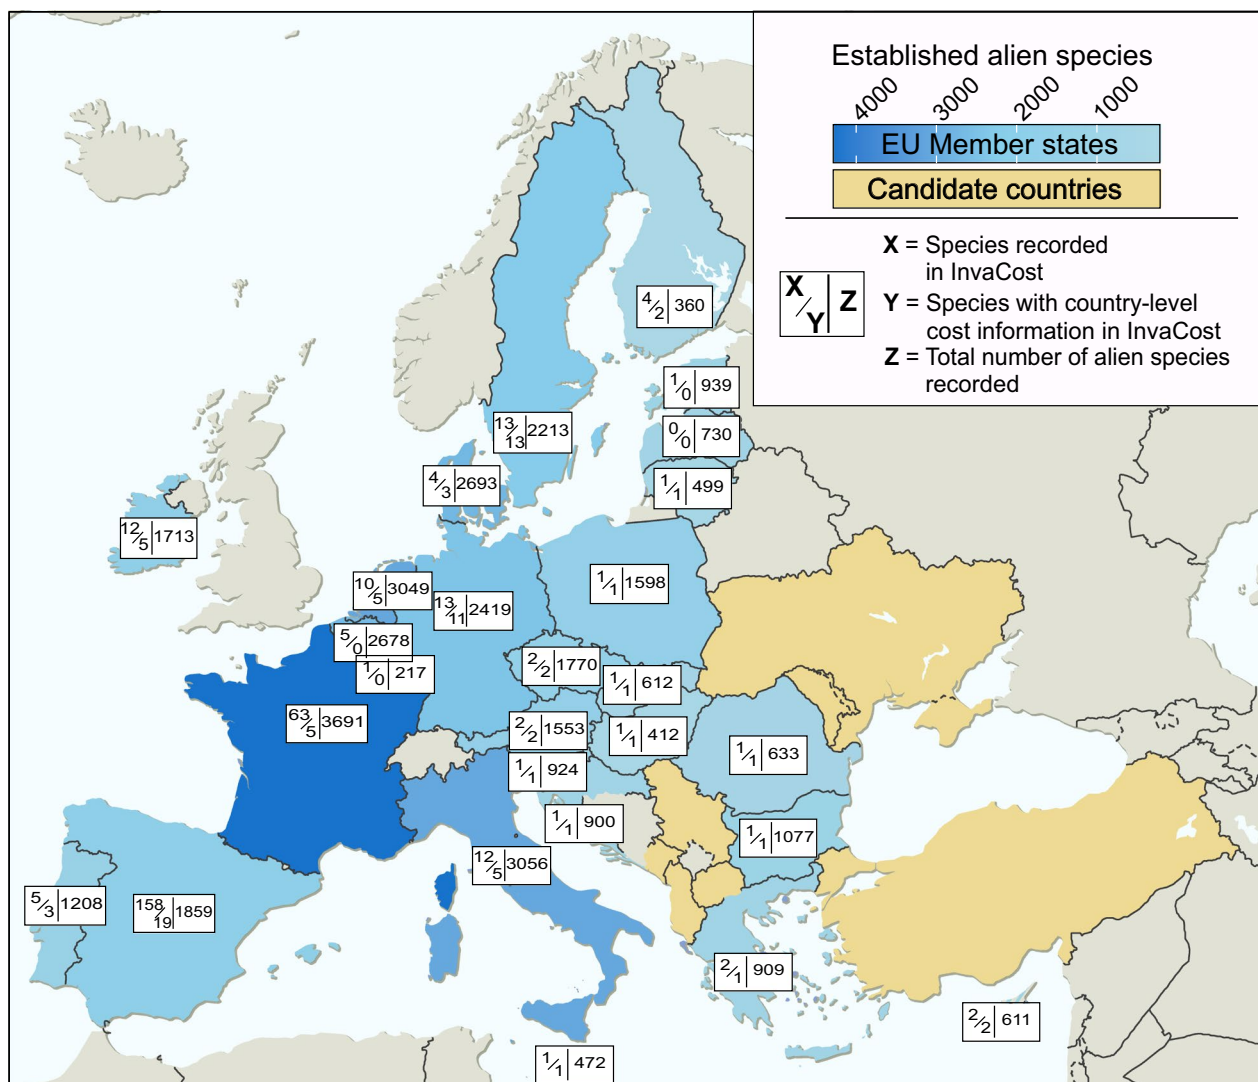 Established alien species
4000 3000 2000 1000
EU Member states
Candidate countries
X = Species recorded
in InvaCost
X/Y|Z
Y = Species with country-level
cost information in InvaCost
Z = Total number of alien species
recorded
4/2|360
1/0|939
0/0|730
13/13|2213
4/3|2693
1/1|499
12/5|1713
10/5|3049
13/11|2419
1/1|1598
5/0|2678
1/0|217
2/2|1770
1/1|612
63/5|3691
2/2|1553
1/1|412
1/1|633
1/1|924
1/1|900
1/1|1077
12/5|3056
5/3|1208
158/19|1859
2/1|909
2/2|611
1/1|472